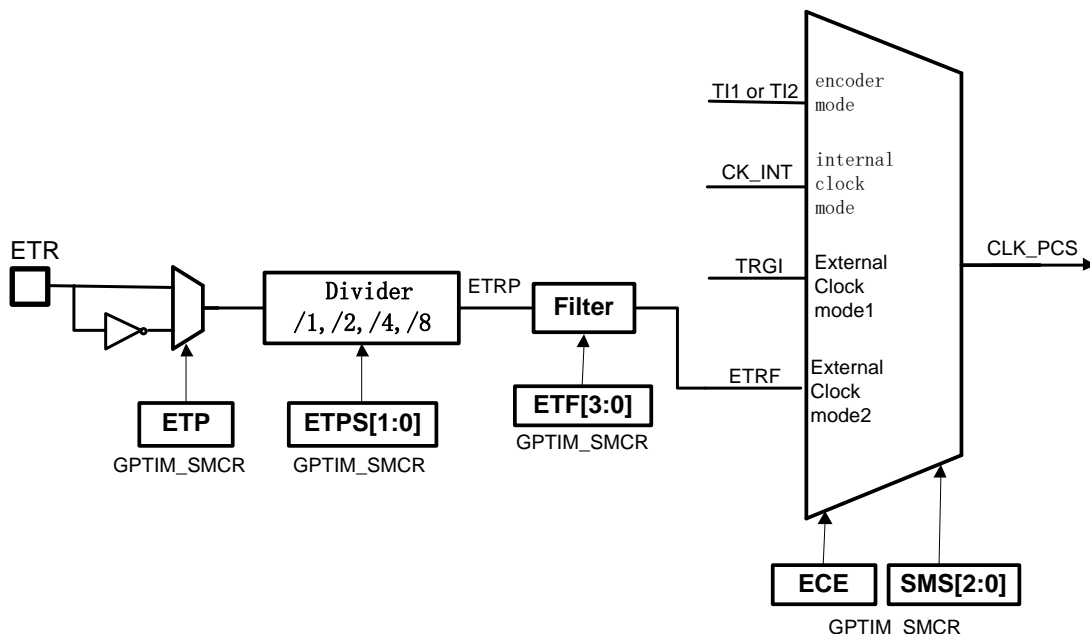 TI1 or TI2
encoder
mode
CK_INT
internal
clock
mode
TRGI
External
Clock
mode1
ETRF
External
Clock
mode2
CLK_PCS
ETR
Divider
/1, /2, /4, /8
ETRP
Filter
ETP
GPTIM_SMCR
ETPS[1:0]
GPTIM_SMCR
ETF[3:0]
GPTIM_SMCR
ECE
SMS[2:0]
GPTIM_SMCR